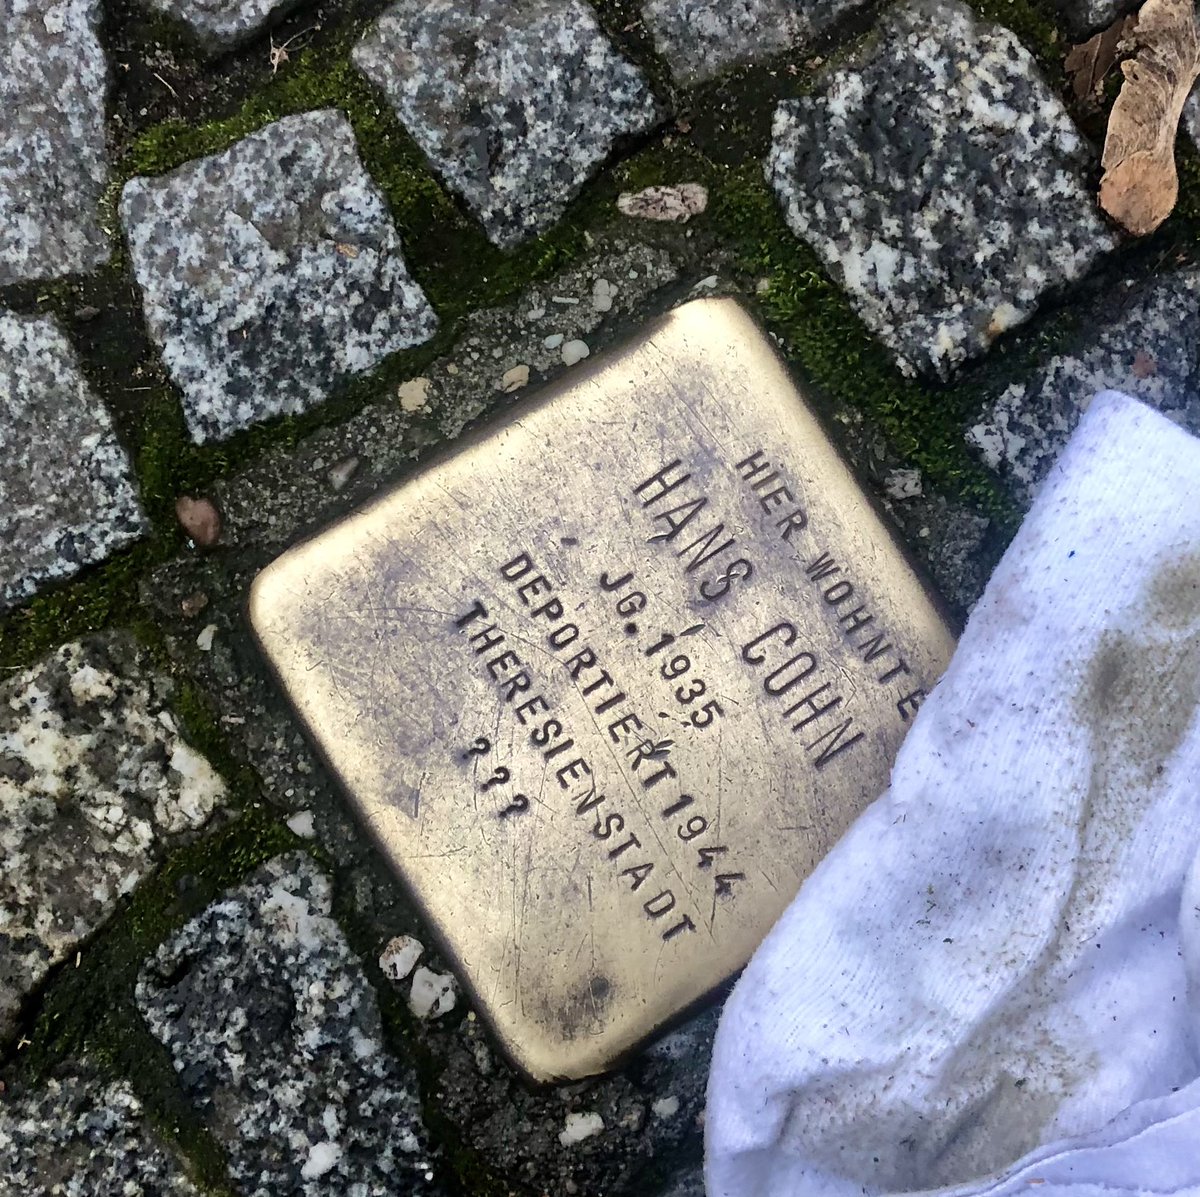 HIER WOHNTE
HANS COHN
JG. 1935
DEPORTIERT 1944
THERESIENSTADT
???